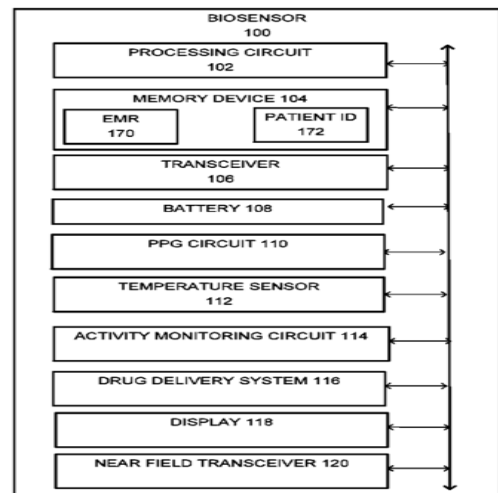 BIOSENSOR
100
PROCESSING CIRCUIT
102
MEMORY DEVICE 104
EMR
170
PATIENT ID
172
TRANSCEIVER
106
BATTERY 108
PPG CIRCUIT 110
TEMPERATURE SENSOR
112
ACTIVITY MONITORING CIRCUIT 114
DRUG DELIVERY SYSTEM 116
DISPLAY 118
NEAR FIELD TRANSCEIVER 120